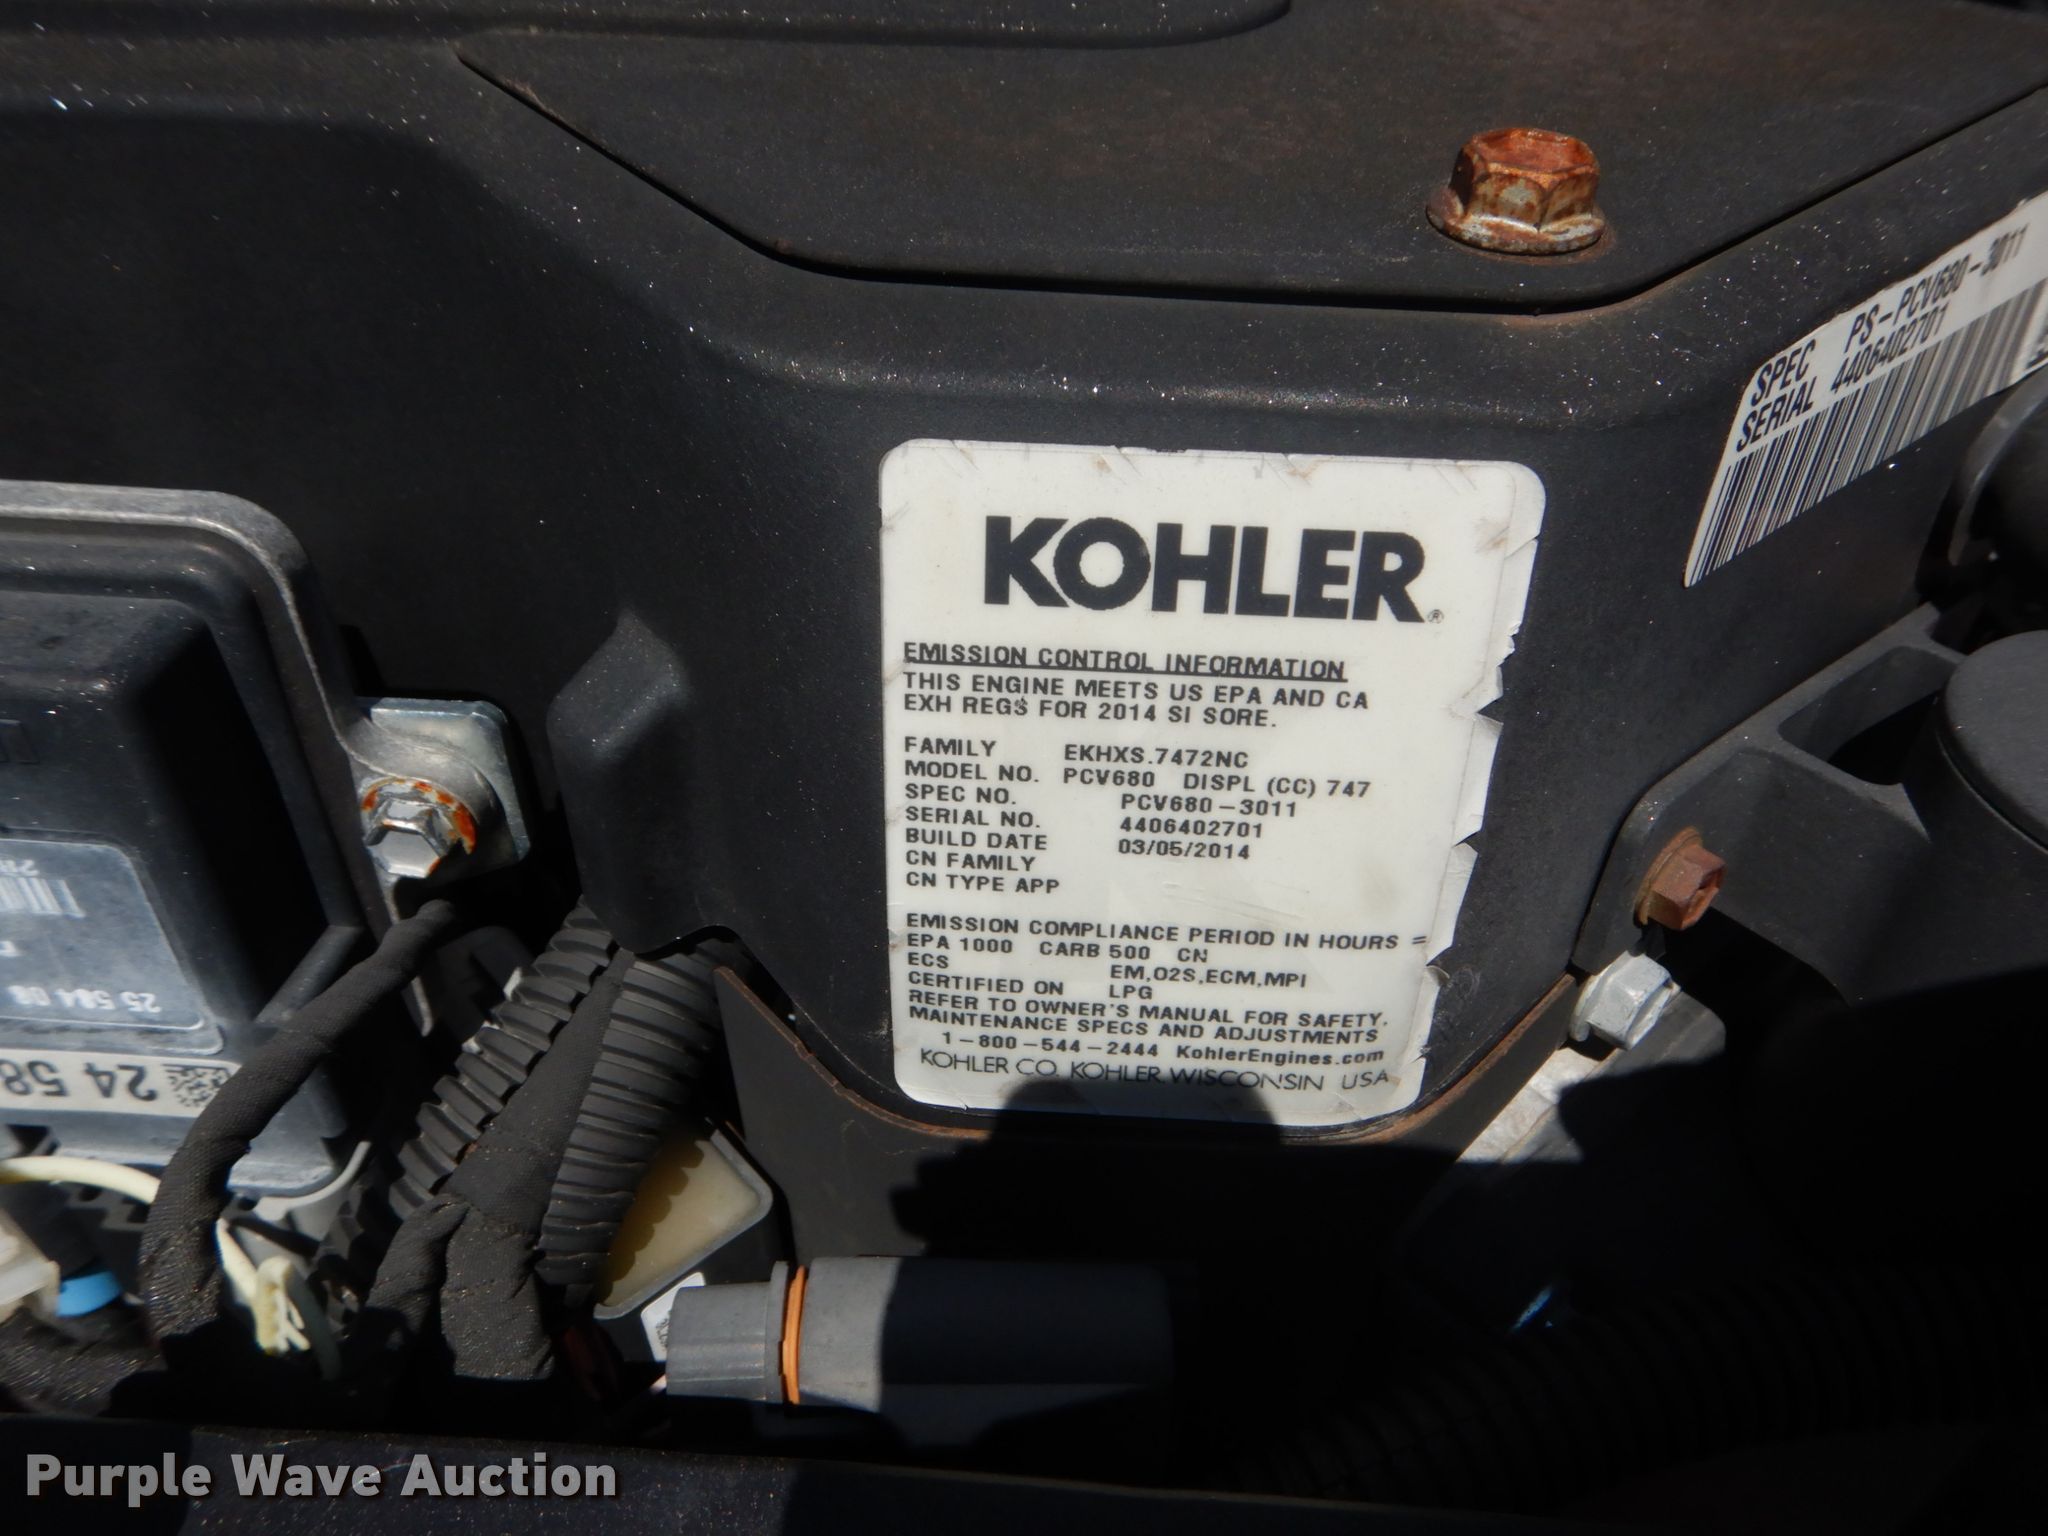 SPEC PS-PCV680-3011
SERIAL 4406402701
KOHLER®
EMISSION CONTROL INFORMATION
THIS ENGINE MEETS US EPA AND CA
EXH REGS FOR 2014 SI SORE.
FAMILY EKHXS.7472NC
MODEL NO. PCV680 DISPL (CC) 747
SPEC NO. PCV680-3011
SERIAL NO. 4406402701
BUILD DATE 03/05/2014
CN FAMILY
CN TYPE APP
EMISSION COMPLIANCE PERIOD IN HOURS =
EPA 1000 CARB 500 CN
ECS EM,O2S,ECM,MPI
CERTIFIED ON LPG
REFER TO OWNER'S MANUAL FOR SAFETY,
MAINTENANCE SPECS AND ADJUSTMENTS
1-800-544-2444 KohlerEngines.com
KOHLER CO. KOHLER, WISCONSIN USA
24 58
Purple Wave Auction